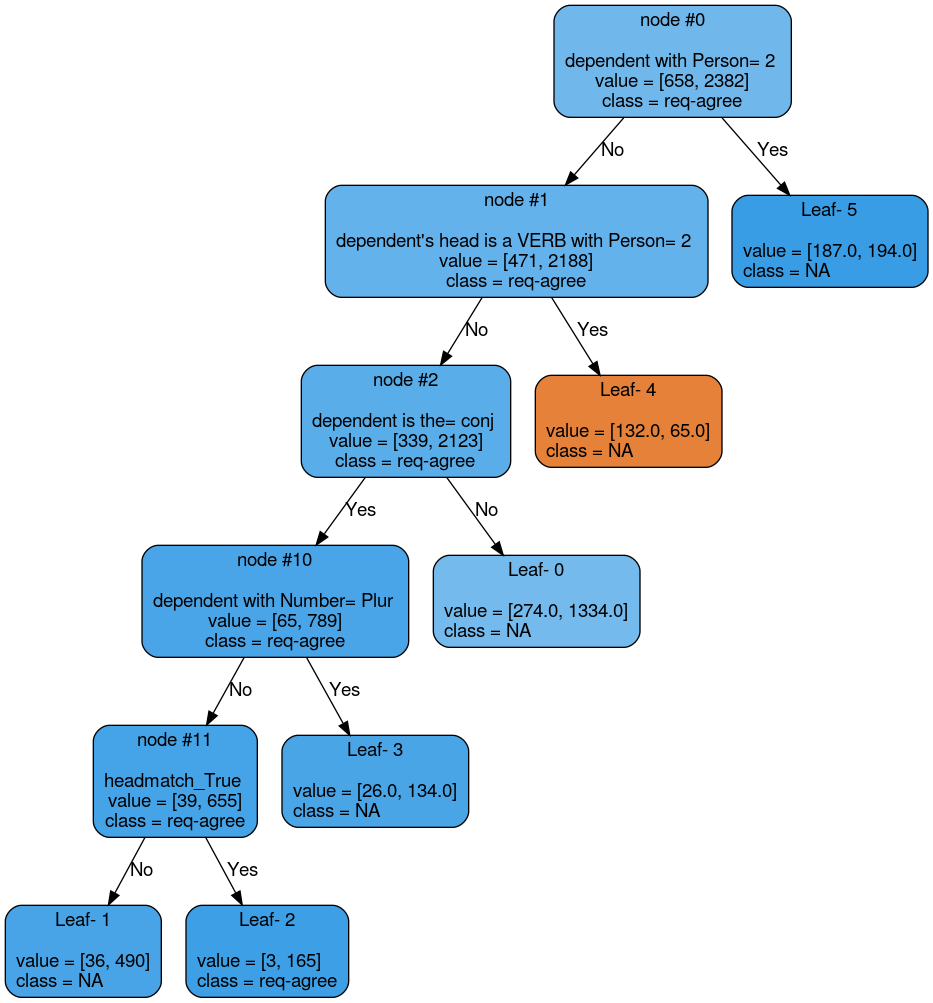 node #0
dependent with Person= 2
value = [658, 2382]
class = req-agree
No
Yes
node #1
dependent's head is a VERB with Person= 2
value = [471, 2188]
class = req-agree
Leaf- 5
value = [187.0, 194.0]
class = NA
No
Yes
node #2
dependent is the= conj
value = [339, 2123]
class = req-agree
Leaf- 4
value = [132.0, 65.0]
class = NA
Yes
No
node #10
dependent with Number= Plur
value = [65, 789]
class = req-agree
Leaf- 0
value = [274.0, 1334.0]
class = NA
No
Yes
node #11
headmatch_True
value = [39, 655]
class = req-agree
Leaf- 3
value = [26.0, 134.0]
class = NA
No
Yes
Leaf- 1
value = [36, 490]
class = NA
Leaf- 2
value = [3, 165]
class = req-agree